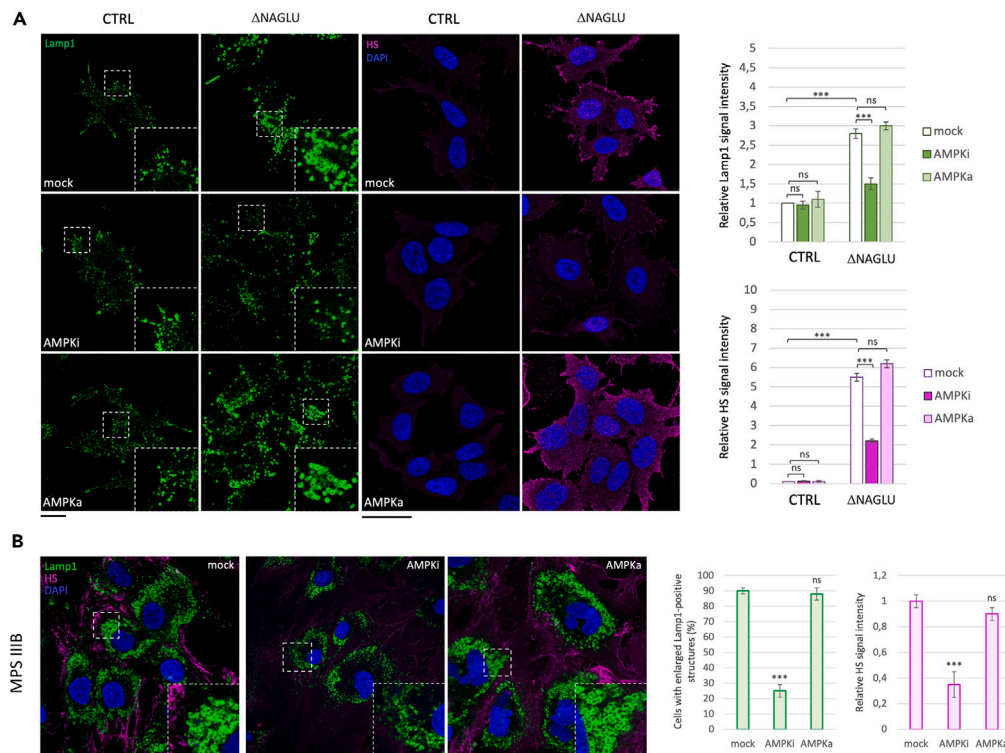 A
CTRL
ΔNAGLU
CTRL
ΔNAGLU
Lamp1
HS
DAPI
mock
mock
AMPKi
AMPKi
AMPKa
AMPKa
Relative Lamp1 signal intensity
5
4,5
4
3,5
3
2,5
2
1,5
1
0,5
0
***
ns
***
ns
ns
CTRL
ΔNAGLU
mock
AMPKi
AMPKa
Relative HS signal intensity
10
9
8
7
6
5
4
3
2
1
0
***
ns
***
ns
ns
CTRL
ΔNAGLU
mock
AMPKi
AMPKa
B
MPS IIIB
Lamp1
HS
DAPI
mock
AMPKi
AMPKa
Cells with enlarged Lamp1-positive
structures (%)
100
90
80
70
60
50
40
30
20
10
0
***
ns
mock
AMPKi
AMPKa
Relative HS signal intensity
1,2
1
0,8
0,6
0,4
0,2
0
***
ns
mock
AMPKi
AMPKa